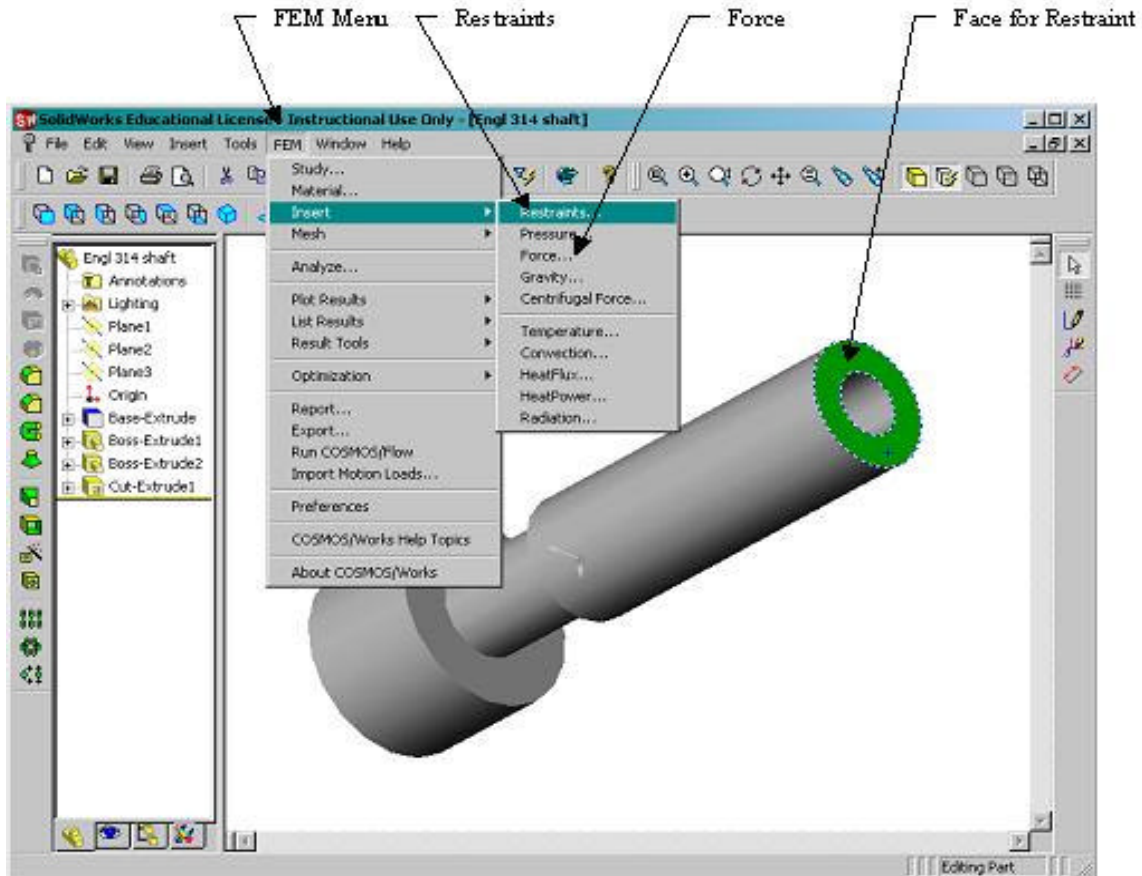 FEM Menu
Restraints
Force
Face for Restraint
SolidWorks Educational License - Instructional Use Only - [Engl 314 shaft]
File Edit View Insert Tools FEM Window Help
Study...
Material...
Insert
Mesh
Analyze...
Plot Results
List Results
Result Tools
Optimization
Report...
Export...
Run COSMOS/Flow
Import Motion Loads...
Preferences
COSMOS/Works Help Topics
About COSMOS/Works
Restraints...
Pressure...
Force...
Gravity...
Centrifugal Force...
Temperature...
Convection...
HeatFlux...
HeatPower...
Radiation...
Engl 314 shaft
Annotations
Lighting
Plane1
Plane2
Plane3
Origin
Base-Extrude
Boss-Extrude1
Boss-Extrude2
Cut-Extrude1
Editing Part